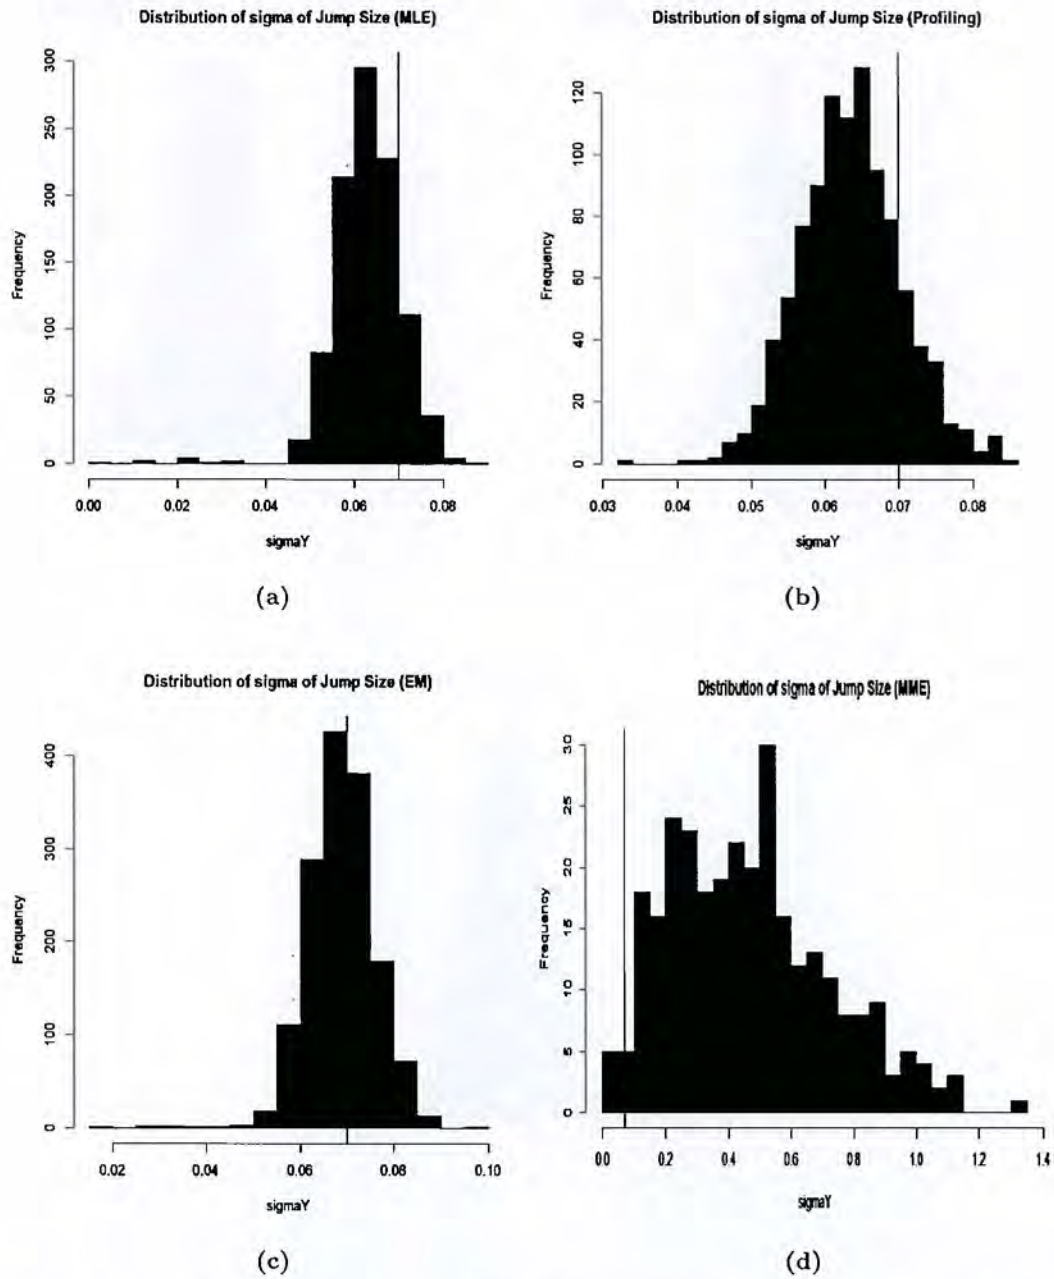 Distribution of sigma of Jump Size (MLE)
Frequency
0 50 100 150 200 250 300
0.00 0.02 0.04 0.06 0.08
sigmaY
(a)
Distribution of sigma of Jump Size (Profiling)
Frequency
0 20 40 60 80 100 120
0.03 0.04 0.05 0.06 0.07 0.08
sigmaY
(b)
Distribution of sigma of Jump Size (EM)
Frequency
0 100 200 300 400
0.02 0.04 0.06 0.08 0.10
sigmaY
(c)
Distribution of sigma of Jump Size (MME)
Frequency
0 5 10 15 20 25 30
0.0 0.2 0.4 0.6 0.8 1.0 1.2 1.4
sigmaY
(d)